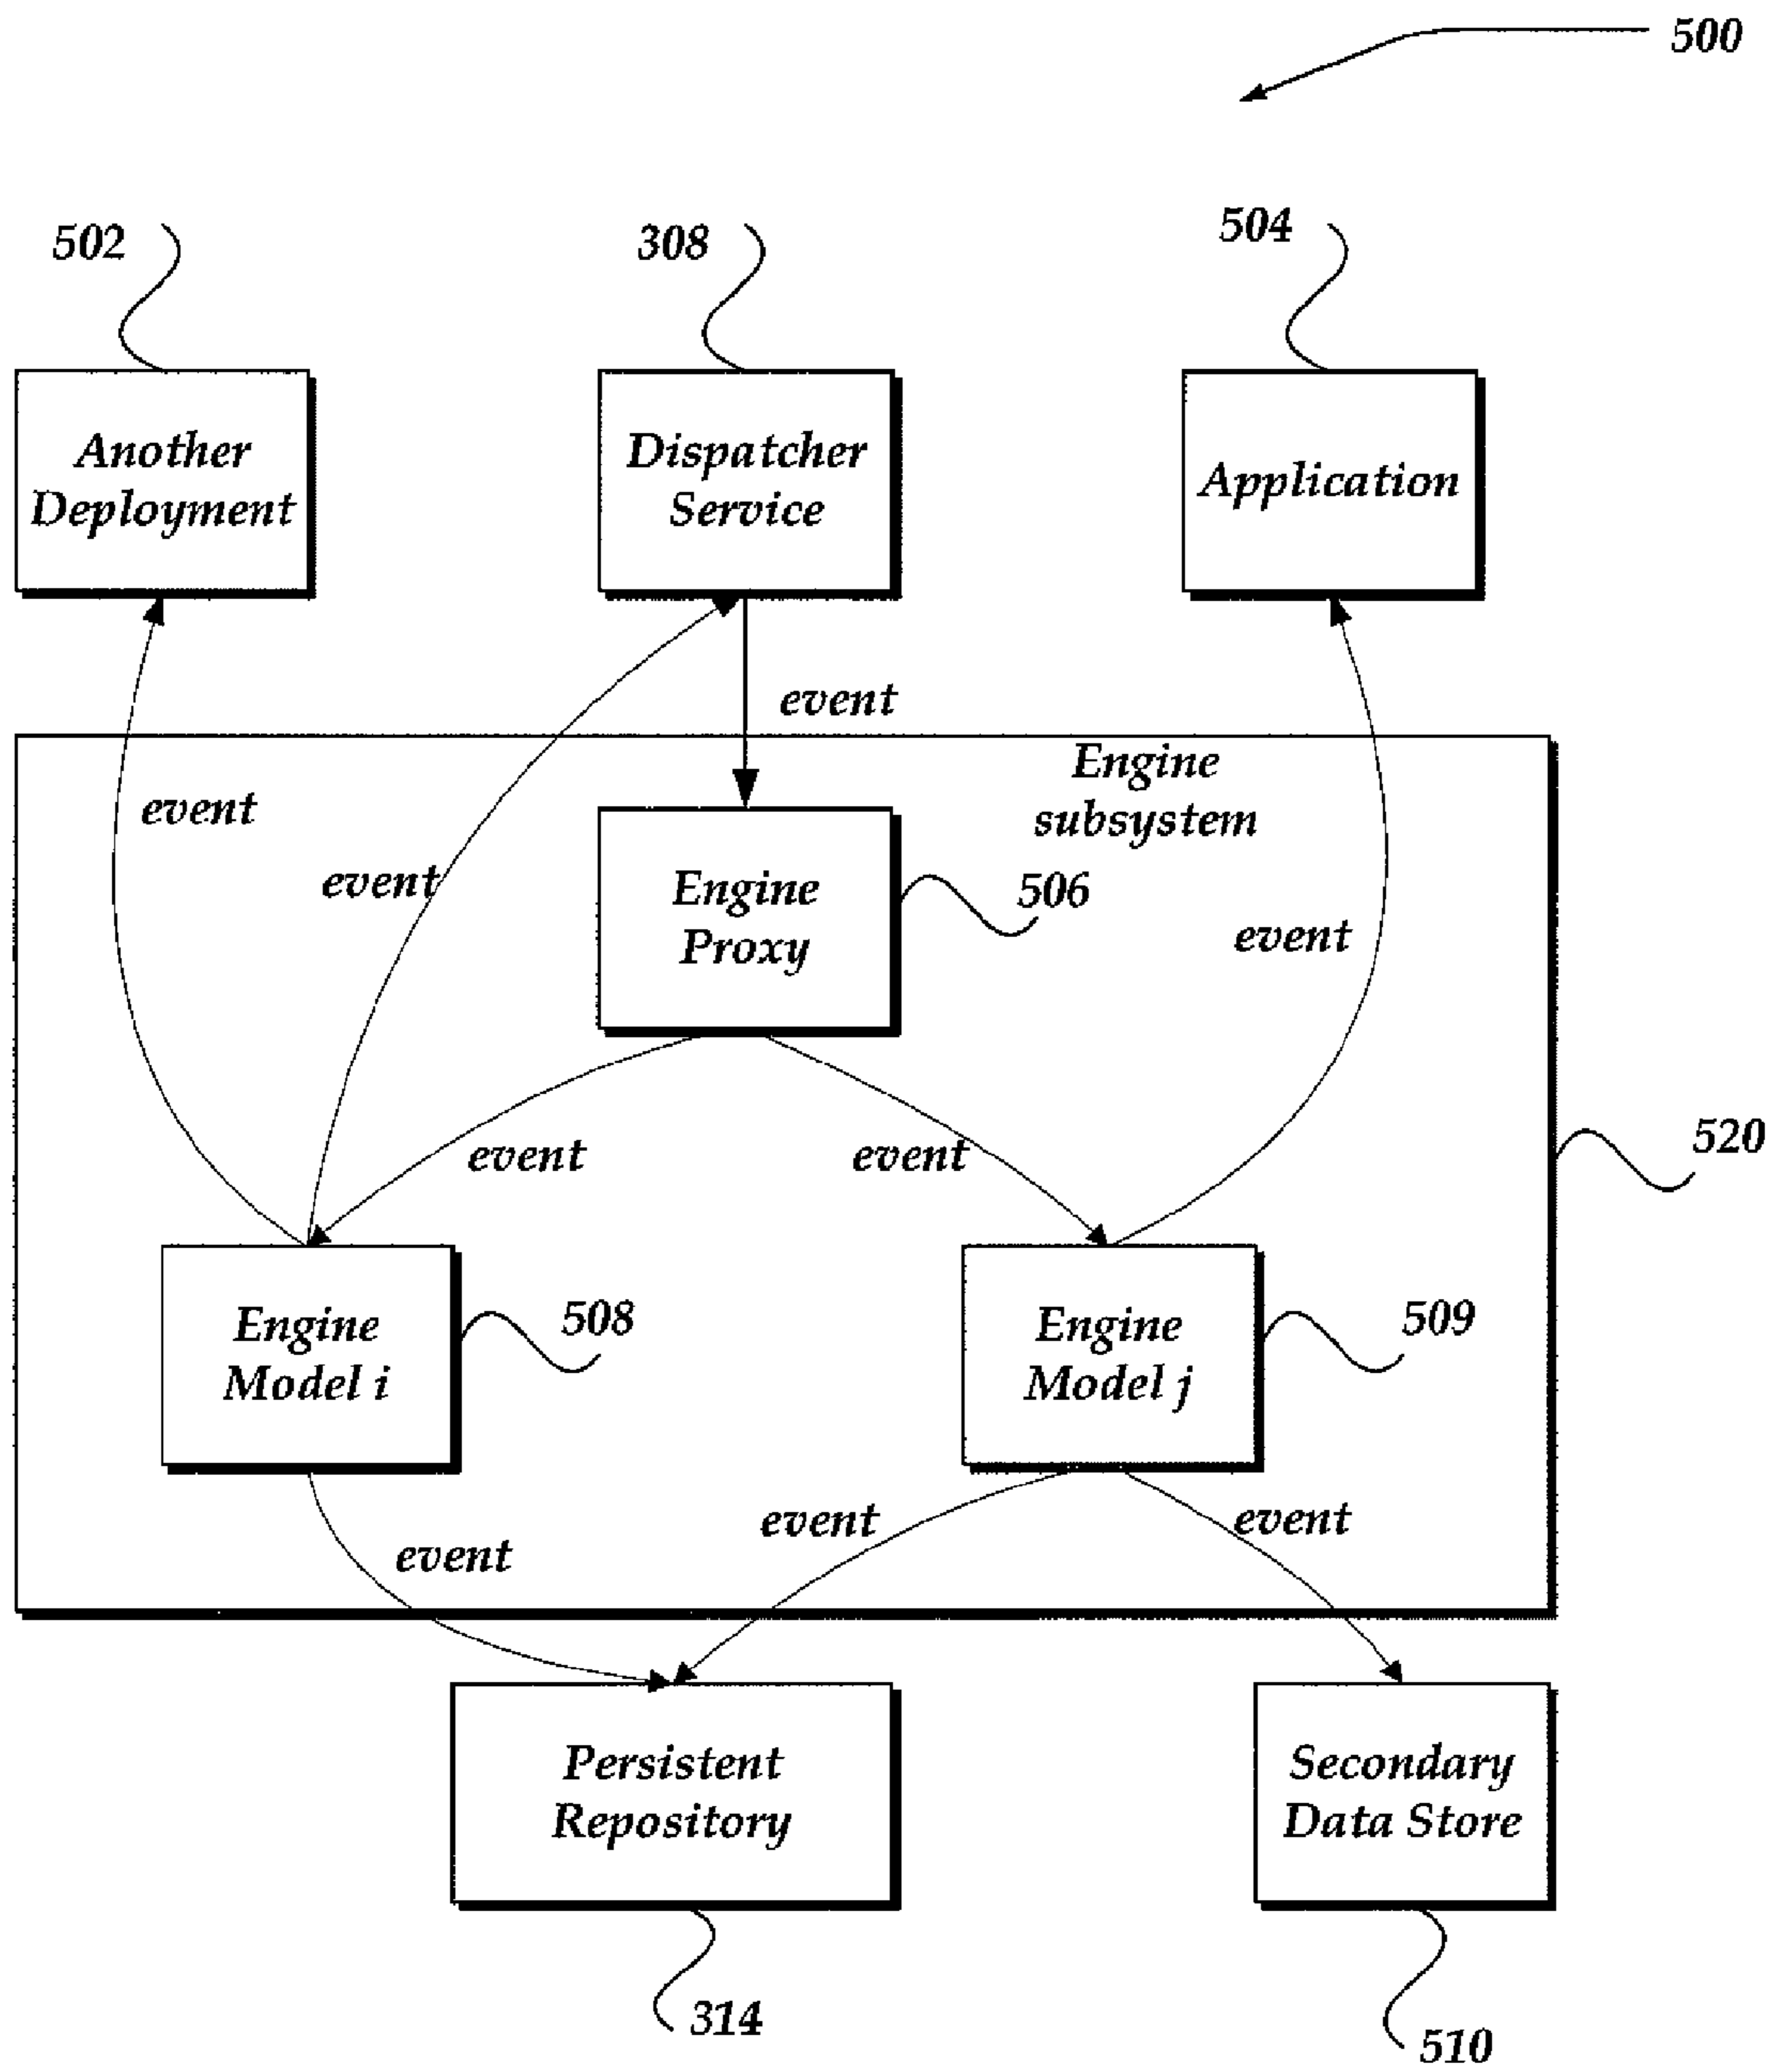 500
502
308
504
Another
Deployment
Dispatcher
Service
Application
event
Engine
subsystem
event
event
Engine
Proxy
506
event
event
event
520
Engine
Model i
508
Engine
Model j
509
event
event
event
Persistent
Repository
Secondary
Data Store
314
510